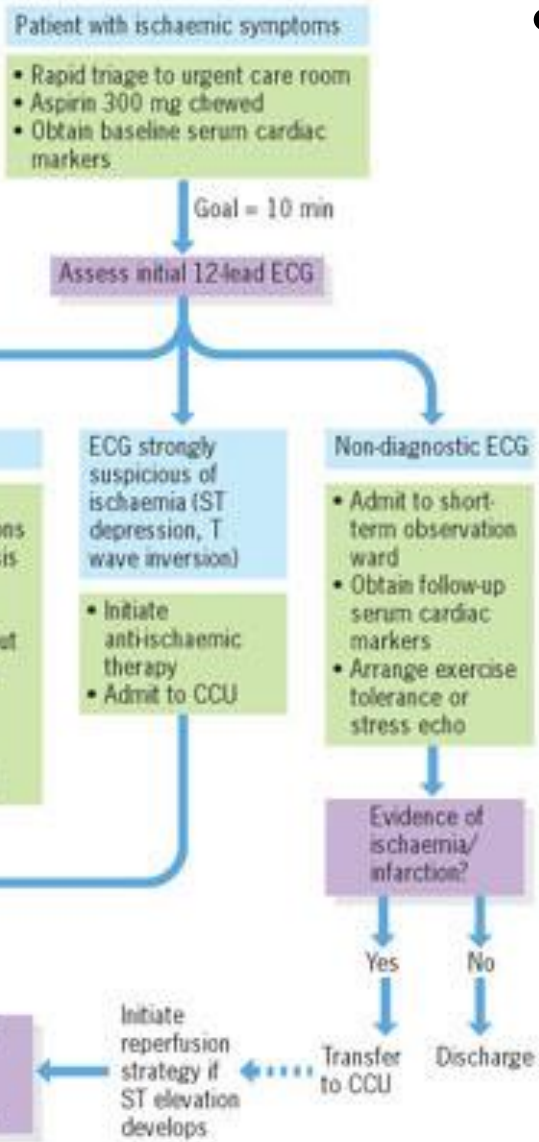 Patient with ischaemic symptoms
• Rapid triage to urgent care room
• Aspirin 300 mg chewed
• Obtain baseline serum cardiac
markers
Goal = 10 min
Assess initial 12-lead ECG
ECG strongly
suspicious of
ischaemia (ST
depression, T
wave inversion)
• Initiate
anti-ischaemic
therapy
• Admit to CCU
Non-diagnostic ECG
• Admit to short-
term observation
ward
• Obtain follow-up
serum cardiac
markers
• Arrange exercise
tolerance or
stress echo
Evidence of
ischaemia/
infarction?
Yes
No
Transfer
to CCU
Discharge
Initiate
reperfusion
strategy if
ST elevation
develops